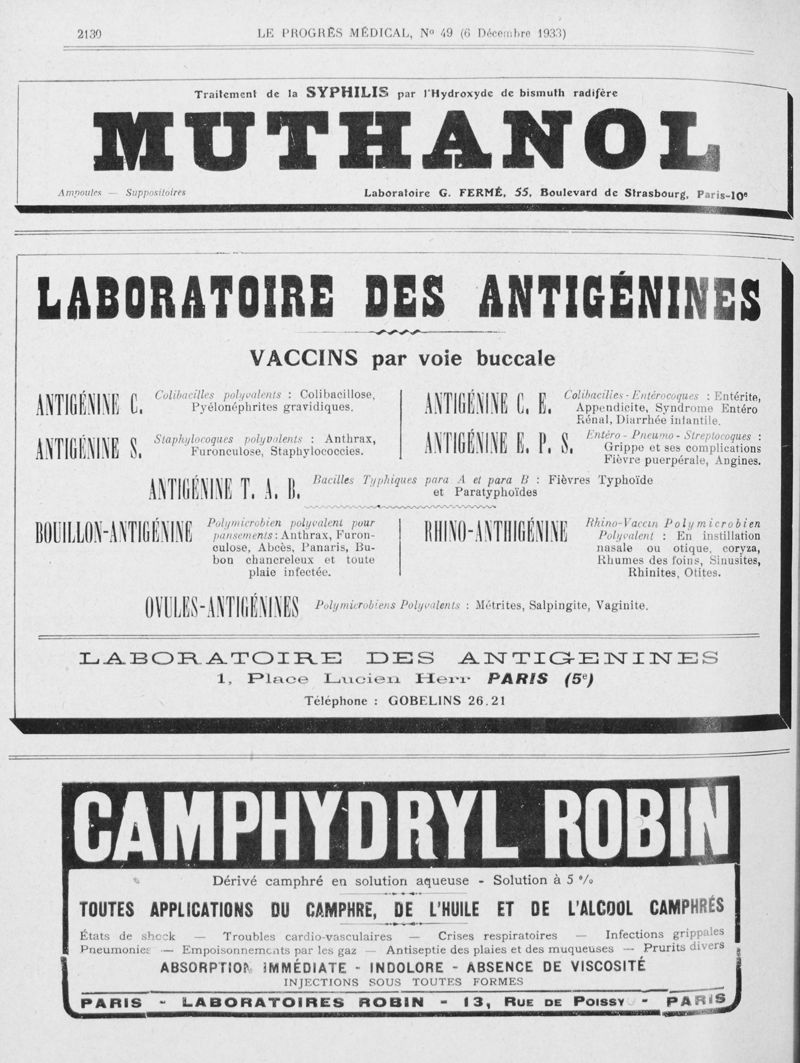 2130
LE PROGRÈS MÉDICAL, Nº 49 (6 Décembre 1933)
Traitement de la SYPHILIS par l'Hydroxyde de bismuth radifère
MUTHANOL
Ampoules — Suppositoires
Laboratoire G. FERMÉ, 55, Boulevard de Strasbourg, Paris-10e
LABORATOIRE DES ANTIGÉNINES
VACCINS par voie buccale
ANTIGÉNINE C.
Colibacilles polyvalents : Colibacillose,
Pyélonéphrites gravidiques.
ANTIGÉNINE C. E.
Colibacilles - Entérocoques : Entérite,
Appendicite, Syndrome Entéro
Rénal, Diarrhée infantile.
ANTIGÉNINE S.
Staphylocoques polyvalents : Anthrax,
Furonculose, Staphylococcies.
ANTIGÉNINE E. P. S.
Entéro - Pneumo - Streptocoques :
Grippe et ses complications
Fièvre puerpérale, Angines.
ANTIGÉNINE T. A. B.
Bacilles Typhiques para A et para B : Fièvres Typhoïde
et Paratyphoïdes
BOUILLON-ANTIGÉNINE
Polymicrobien polyvalent pour
pansements : Anthrax, Furon-
culose, Abcès, Panaris, Bu-
bon chancreleux et toute
plaie infectée.
RHINO-ANTHIGÉNINE
Rhino-Vaccin Polymicrobien
Polyvalent : En instillation
nasale ou otique, coryza,
Rhumes des foins, Sinusites,
Rhinites, Otites.
OVULES-ANTIGÉNINES
Polymicrobiens Polyvalents : Métrites, Salpingite, Vaginite.
LABORATOIRE DES ANTIGENINES
1, Place Lucien Herr PARIS (5e)
Téléphone : GOBELINS 26.21
CAMPHYDRYL ROBIN
Dérivé camphré en solution aqueuse - Solution à 5 %
TOUTES APPLICATIONS DU CAMPHRE, DE L'HUILE ET DE L'ALCOOL CAMPHRÉS
États de shock — Troubles cardio-vasculaires — Crises respiratoires — Infections grippales
Pneumonies — Empoisonnements par les gaz — Antiseptie des plaies et des muqueuses — Prurits divers
ABSORPTION IMMÉDIATE - INDOLORE - ABSENCE DE VISCOSITÉ
INJECTIONS SOUS TOUTES FORMES
PARIS - LABORATOIRES ROBIN - 13, RUE DE POISSY - PARIS